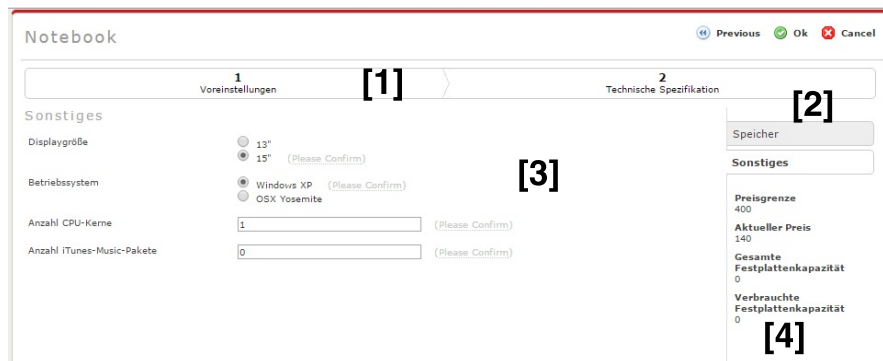 Notebook
Previous Ok Cancel
1
Voreinstellungen
[1]
2
Technische Spezifikation
[2]
Sonstiges
Displaygröße
13"
15" (Please Confirm)
Betriebssystem
Windows XP (Please Confirm)
OSX Yosemite
Anzahl CPU-Kerne
1
(Please Confirm)
Anzahl iTunes-Music-Pakete
0
(Please Confirm)
[3]
Speicher
Sonstiges
Preisgrenze
400
Aktueller Preis
140
Gesamte
Festplattenkapazität
0
Verbrauchte
Festplattenkapazität
0
[4]